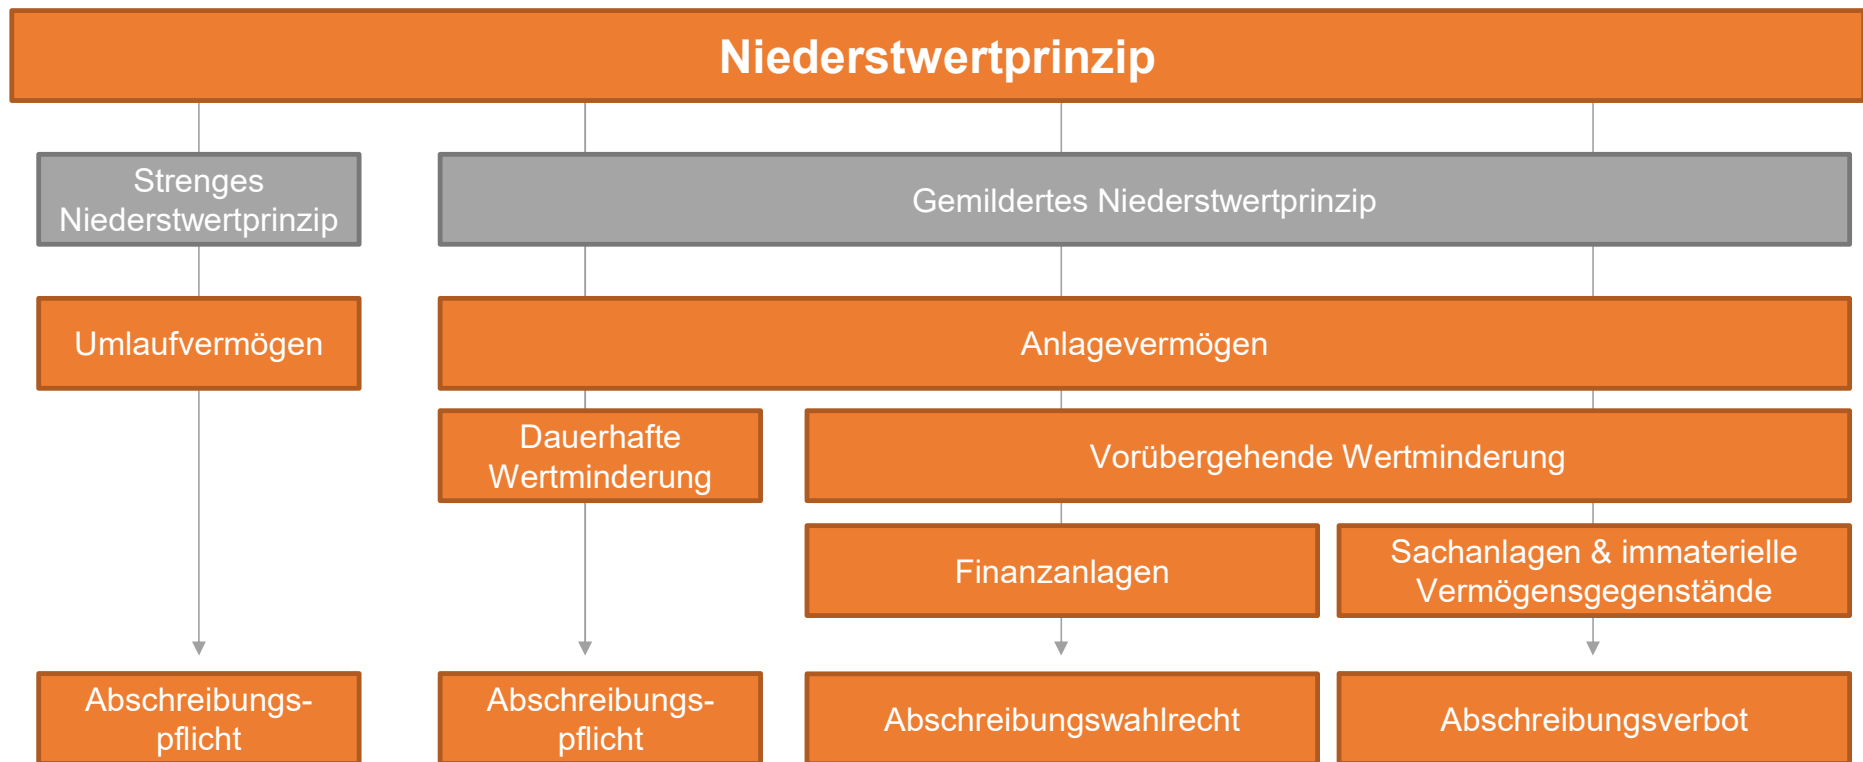 Niederstwertprinzip
Strenges
Niederstwertprinzip
Gemildertes Niederstwertprinzip
Umlaufvermögen
Anlagevermögen
Dauerhafte
Wertminderung
Vorübergehende Wertminderung
Finanzanlagen
Sachanlagen & immaterielle
Vermögensgegenstände
Abschreibungs-
pflicht
Abschreibungs-
pflicht
Abschreibungswahlrecht
Abschreibungsverbot